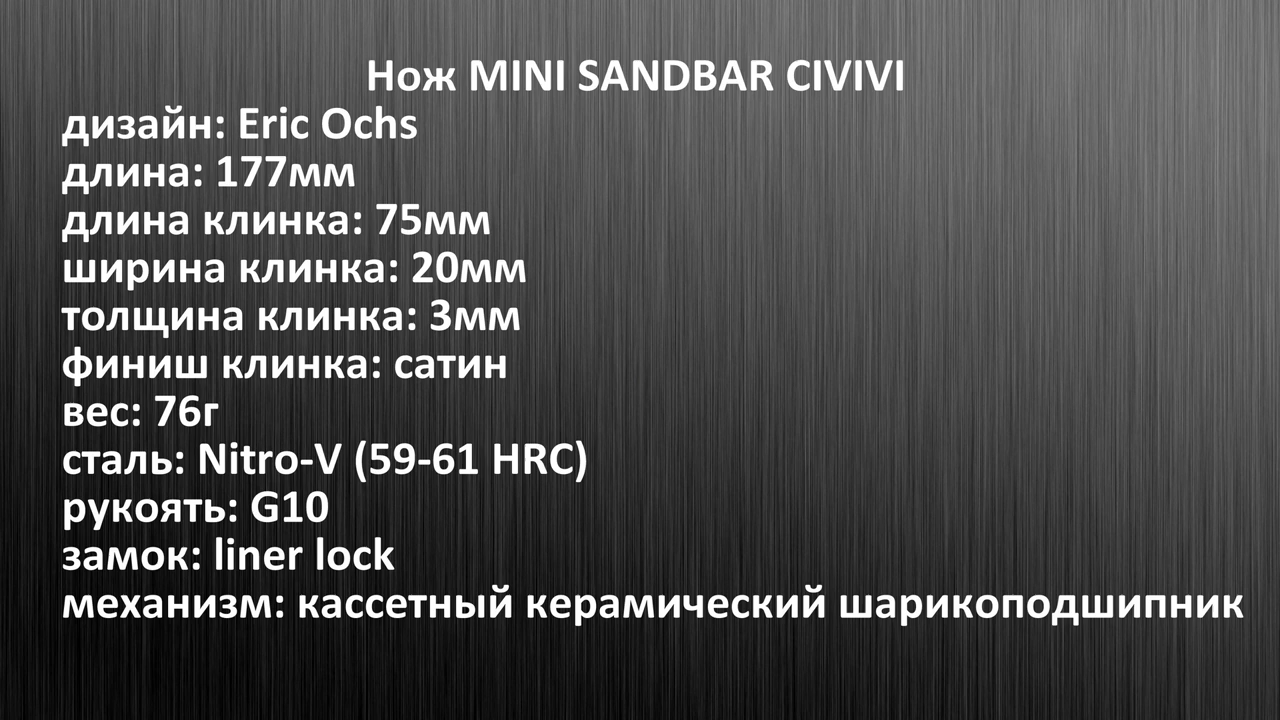 Нож MINI SANDBAR CIVIVI
дизайн: Eric Ochs
длина: 177мм
длина клинка: 75мм
ширина клинка: 20мм
толщина клинка: 3мм
финиш клинка: сатин
вес: 76г
сталь: Nitro-V (59-61 HRC)
рукоять: G10
замок: liner lock
механизм: кассетный керамический шарикоподшипник